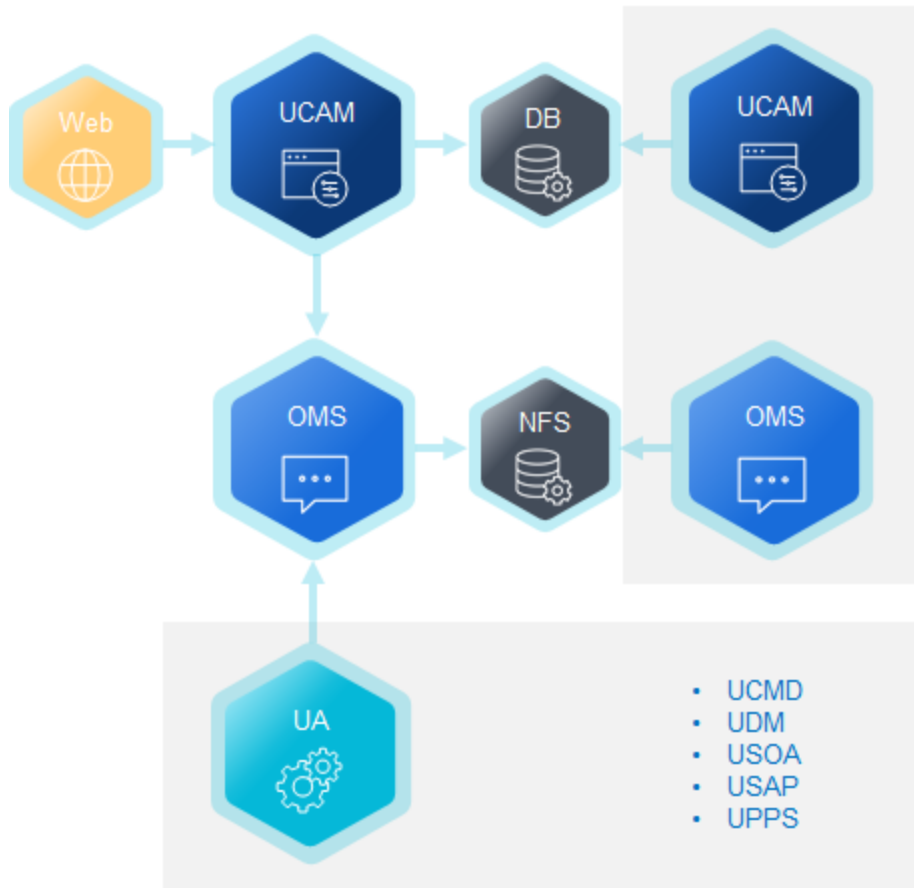 Web
UCAM
DB
UCAM
OMS
NFS
OMS
UA
• UCMD
• UDM
• USOA
• USAP
• UPPS